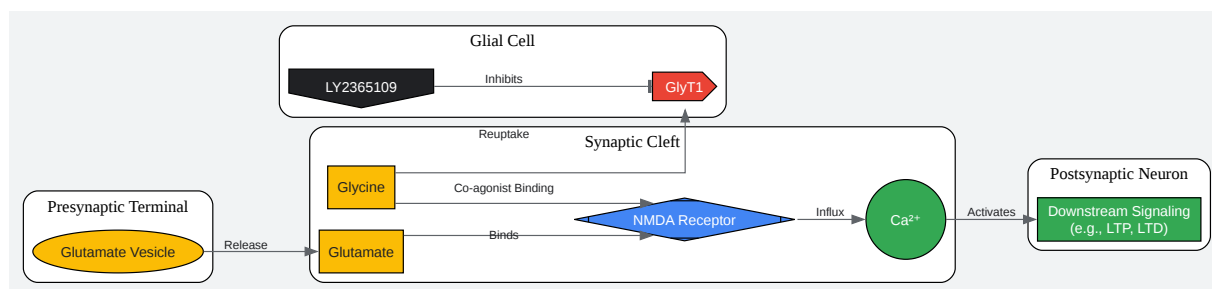 Glial Cell
LY2365109
Inhibits
GlyT1
Reuptake
Synaptic Cleft
Glycine
Co-agonist Binding
NMDA Receptor
Influx
Ca²⁺
Activates
Postsynaptic Neuron
Downstream Signaling
(e.g., LTP, LTD)
Presynaptic Terminal
Glutamate Vesicle
Release
Glutamate
Binds